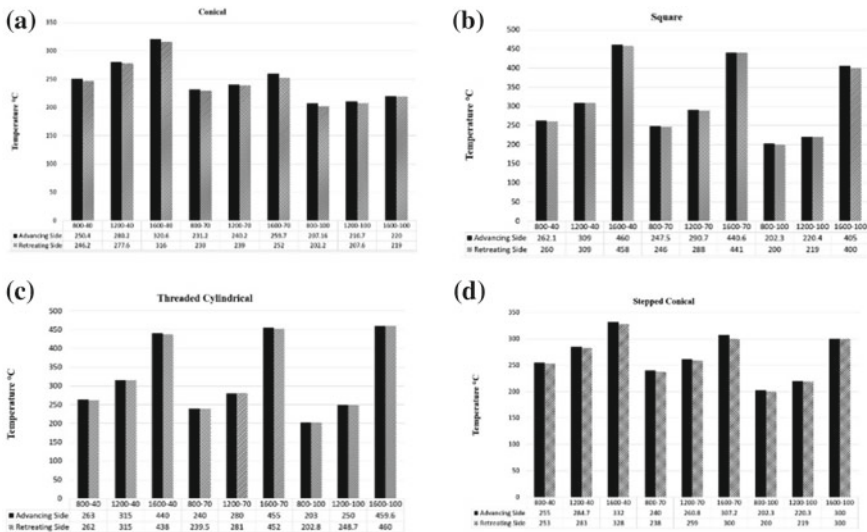 (a)
Conical
Temperature °C
350
300
250
200
150
100
50
0
800-40 1200-40 1600-40 800-70 1200-70 1600-70 800-100 1200-100 1600-100
Advancing Side 250.4 280.2 320.6 231.2 240.2 259.7 207.16 210.7 220
Retreating Side 246.2 277.6 316 230 239 252 202.2 207.6 219
(b)
Square
Temperature °C
500
450
400
350
300
250
200
150
100
50
0
800-40 1200-40 1600-40 800-70 1200-70 1600-70 800-100 1200-100 1600-100
Advancing Side 262.1 309 460 247.5 290.7 440.6 202.3 220.4 405
Retreating Side 260 309 458 246 288 441 200 219 400
(c)
Threaded Cylindrical
Temperature °C
500
450
400
350
300
250
200
150
100
50
0
800-40 1200-40 1600-40 800-70 1200-70 1600-70 800-100 1200-100 1600-100
Advancing Side 263 315 440 240 280 455 203 250 459.6
Retreating Side 262 315 438 239.5 281 452 202.8 248.7 460
(d)
Stepped Conical
Temperature °C
350
300
250
200
150
100
50
0
800-40 1200-40 1600-40 800-70 1200-70 1600-70 800-100 1200-100 1600-100
Advancing Side 255 284.7 332 240 260.8 307.2 202.3 220.3 300
Retreating Side 253 283 328 238 259 300 200 219 300